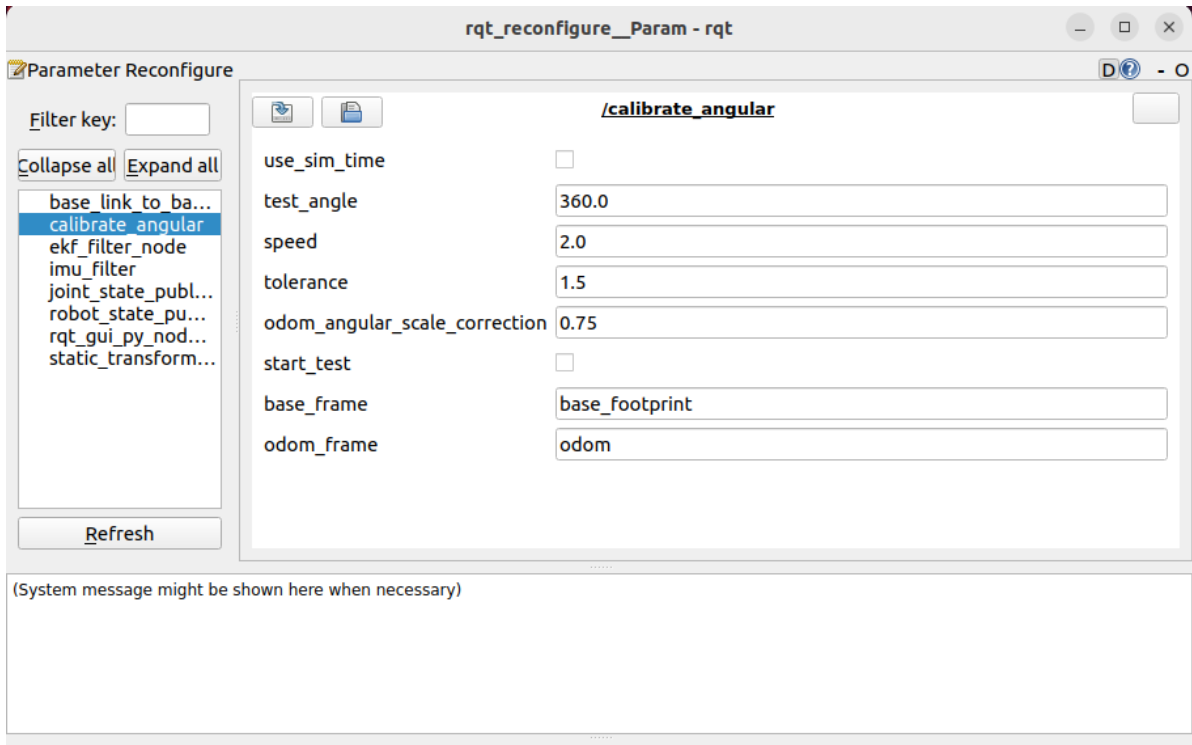 rqt_reconfigure__Param - rqt
Parameter Reconfigure
D
- O
Filter key:
Collapse all
Expand all
base_link_to_ba...
calibrate_angular
ekf_filter_node
imu_filter
joint_state_publ...
robot_state_pu...
rqt_gui_py_nod...
static_transform...
Refresh
/calibrate_angular
use_sim_time
test_angle 360.0
speed 2.0
tolerance 1.5
odom_angular_scale_correction 0.75
start_test
base_frame base_footprint
odom_frame odom
(System message might be shown here when necessary)